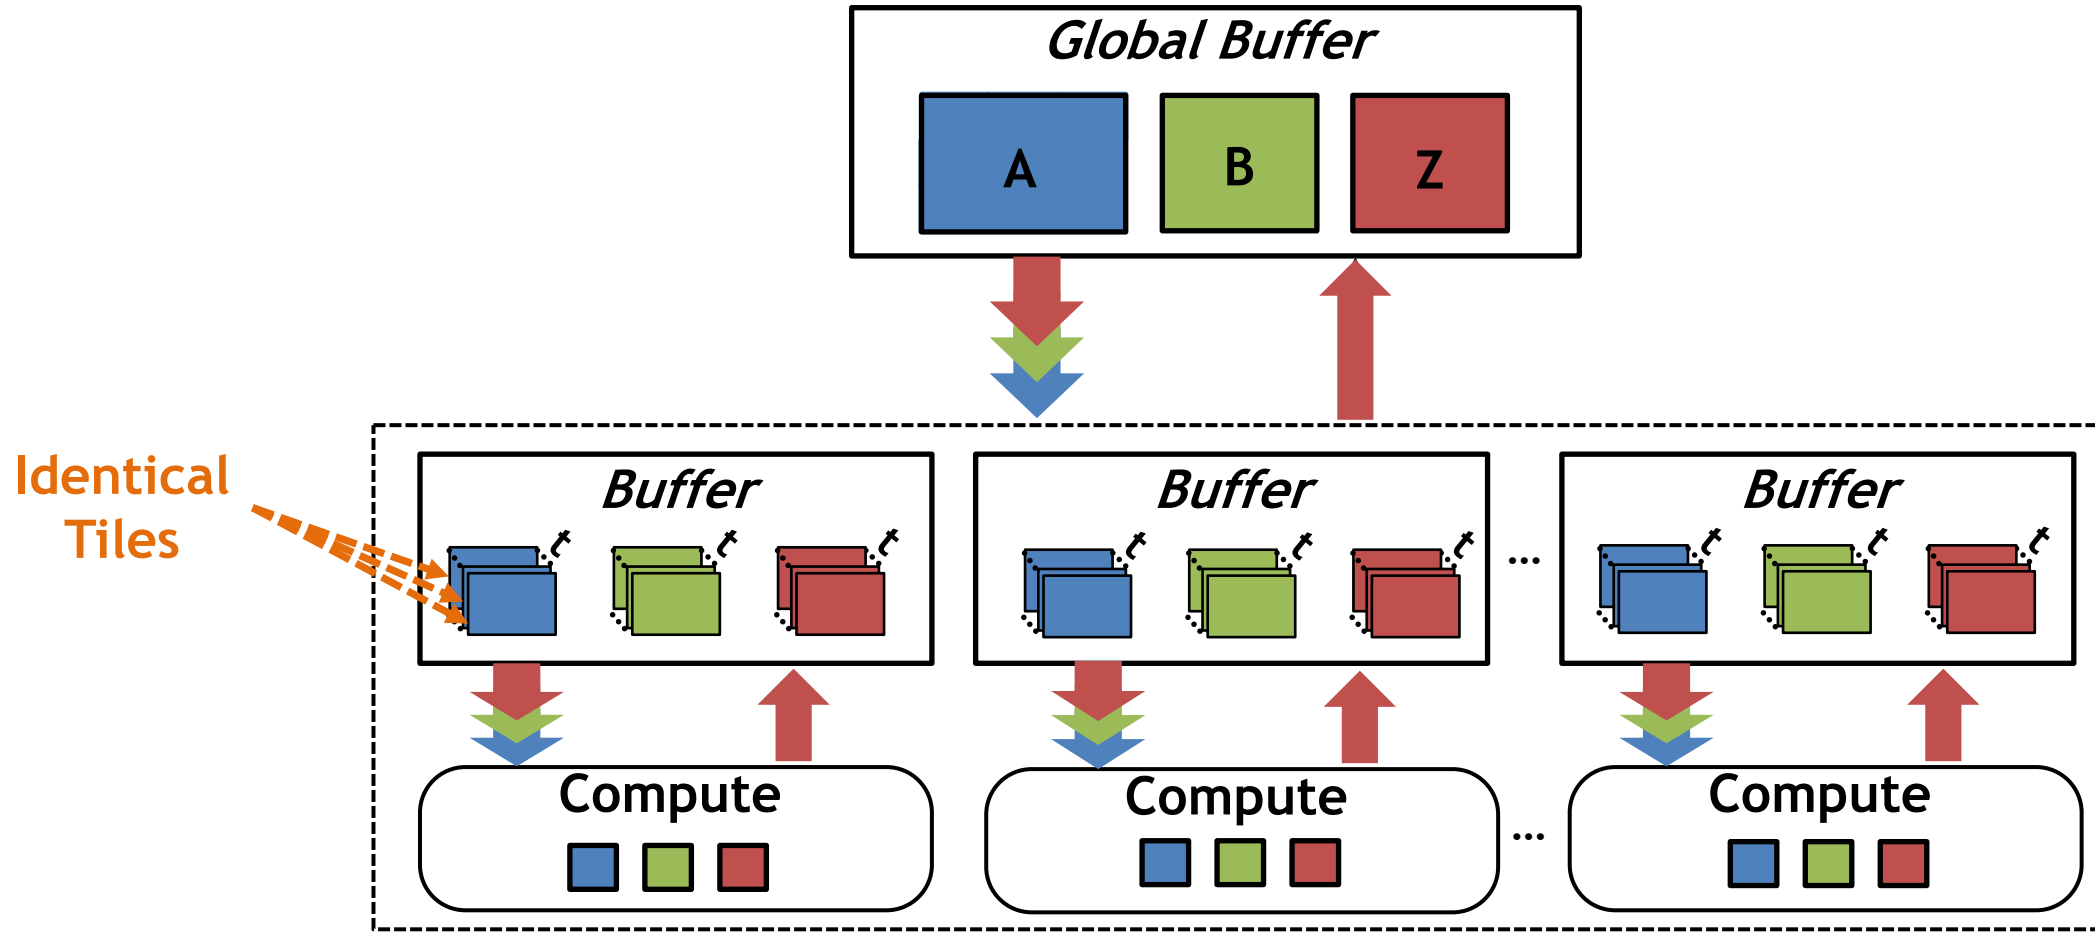 Global Buffer
A B Z
Identical
Tiles
Buffer Buffer Buffer
t t t t t t ... t t t
Compute Compute Compute
...